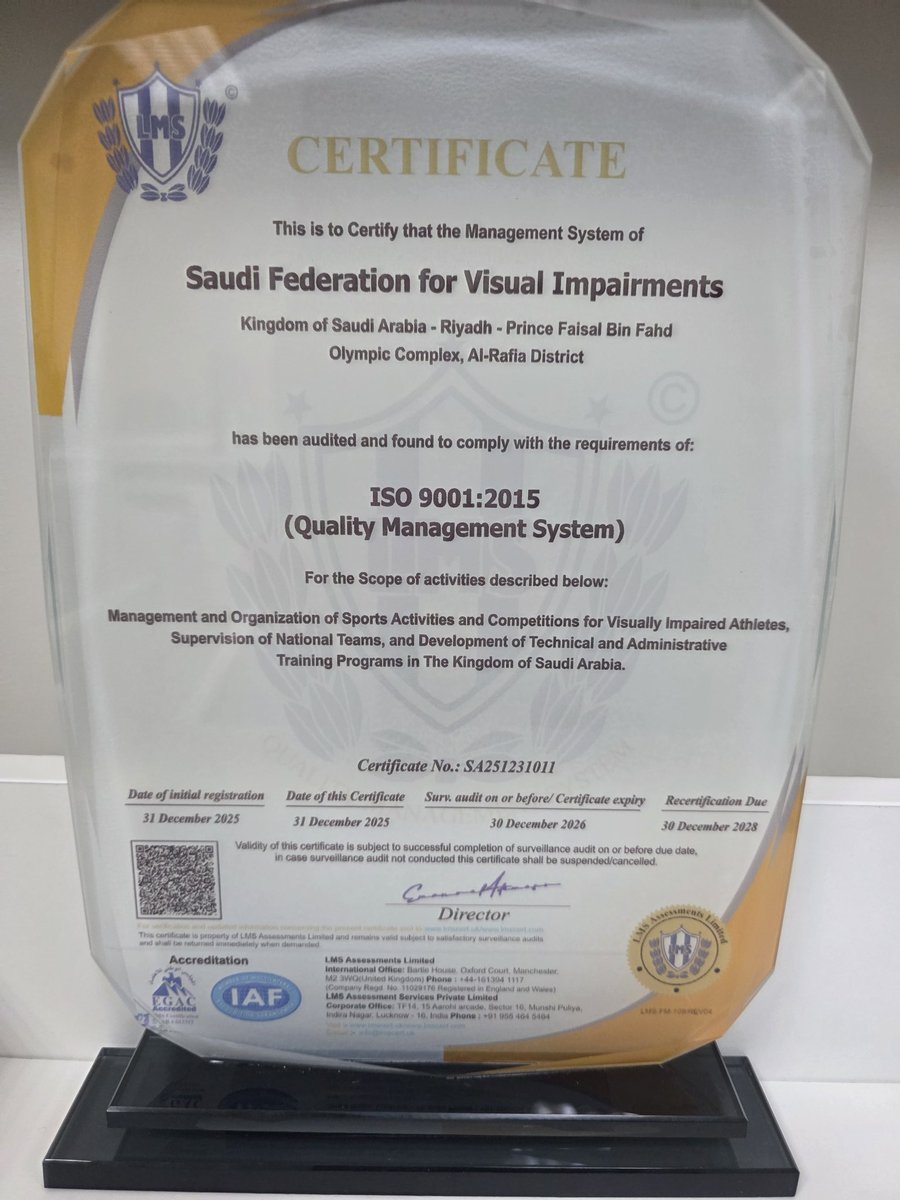 LMS
©
CERTIFICATE
This is to Certify that the Management System of
Saudi Federation for Visual Impairments
Kingdom of Saudi Arabia - Riyadh - Prince Faisal Bin Fahd
Olympic Complex, Al-Rafia District
©
has been audited and found to comply with the requirements of:
ISO 9001:2015
(Quality Management System)
For the Scope of activities described below:
Management and Organization of Sports Activities and Competitions for Visually Impaired Athletes,
Supervision of National Teams, and Development of Technical and Administrative
Training Programs in The Kingdom of Saudi Arabia.
Certificate No.: SA251231011
Date of initial registration Date of this Certificate Surv. audit on or before/ Certificate expiry Recertification Due
31 December 2025 31 December 2025 30 December 2026 30 December 2028
Validity of this certificate is subject to successful completion of surveillance audit on or before due date,
in case surveillance audit not conducted this certificate shall be suspended/cancelled.
Director
This certificate is property of LMS Assessments Limited and remains valid subject to satisfactory surveillance audits
and shall be returned immediately when demanded.
Accreditation
EGAC
Accredited
IAF
LMS Assessments Limited
International Office: Bartle House, Oxford Court, Manchester,
M2 3WQ(United Kingdom) Phone : +44-161394 1117
(Company Regd. No. 11029176 Registered in England and Wales)
LMS Assessment Services Private Limited
Corporate Office: TF14, 15 Aarohi arcade, Sector 16, Munshi Puliya,
Indira Nagar, Lucknow - 16, India Phone :
LMS Assessments Limited
LMS